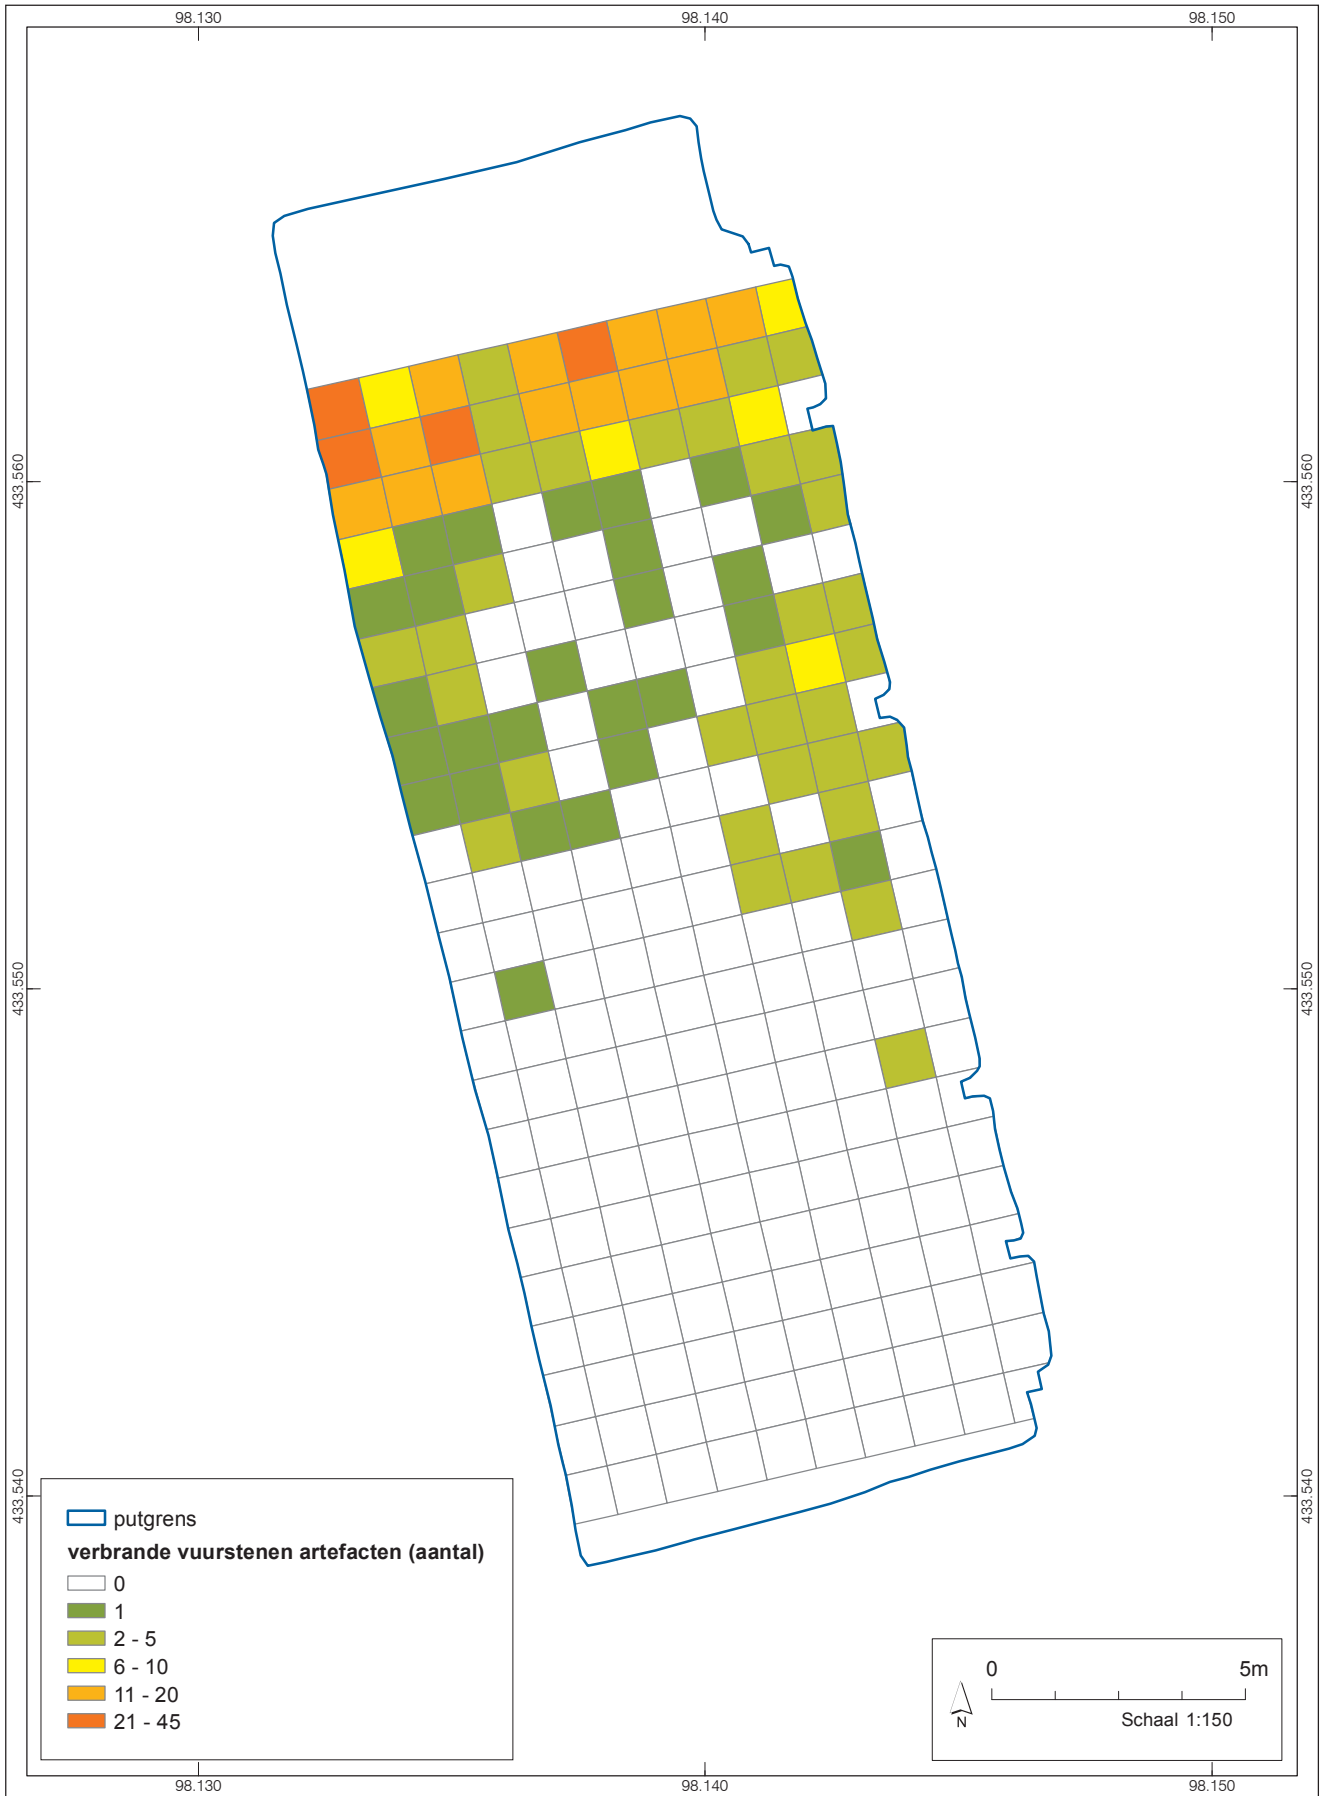 98.130 98.140 98.150
433.560 433.560
433.550 433.550
433.540 433.540
putgrens
verbrande vuurstenen artefacten (aantal)
0
1
2 - 5
6 - 10
11 - 20
21 - 45
0 5m
N
Schaal 1:150
98.130 98.140 98.150